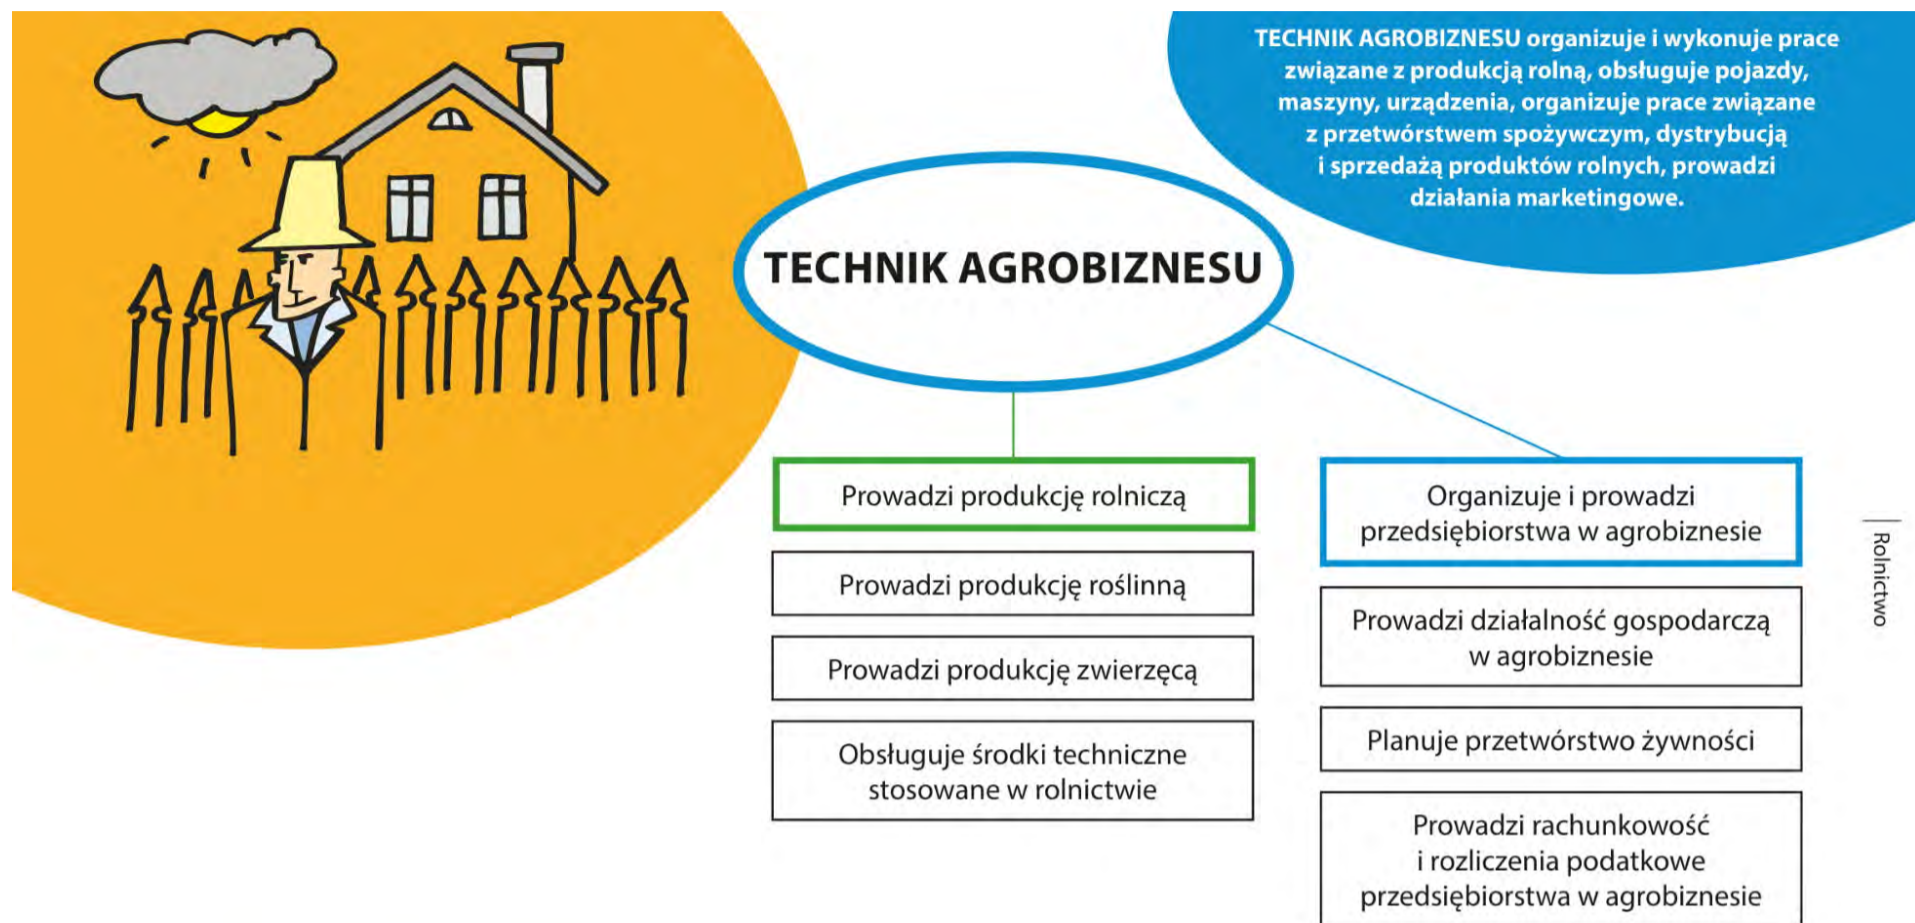 TECHNIK AGROBIZNESU organizuje i wykonuje prace
związane z produkcją rolną, obsługuje pojazdy,
maszyny, urządzenia, organizuje prace związane
z przetwórstwem spożywczym, dystrybucją
i sprzedażą produktów rolnych, prowadzi
działania marketingowe.
TECHNIK AGROBIZNESU
Prowadzi produkcję rolniczą
Prowadzi produkcję roślinną
Prowadzi produkcję zwierzęcą
Obsługuje środki techniczne
stosowane w rolnictwie
Organizuje i prowadzi
przedsiębiorstwa w agrobiznesie
Prowadzi działalność gospodarczą
w agrobiznesie
Planuje przetwórstwo żywności
Prowadzi rachunkowość
i rozliczenia podatkowe
przedsiębiorstwa w agrobiznesie
Rolnictwo